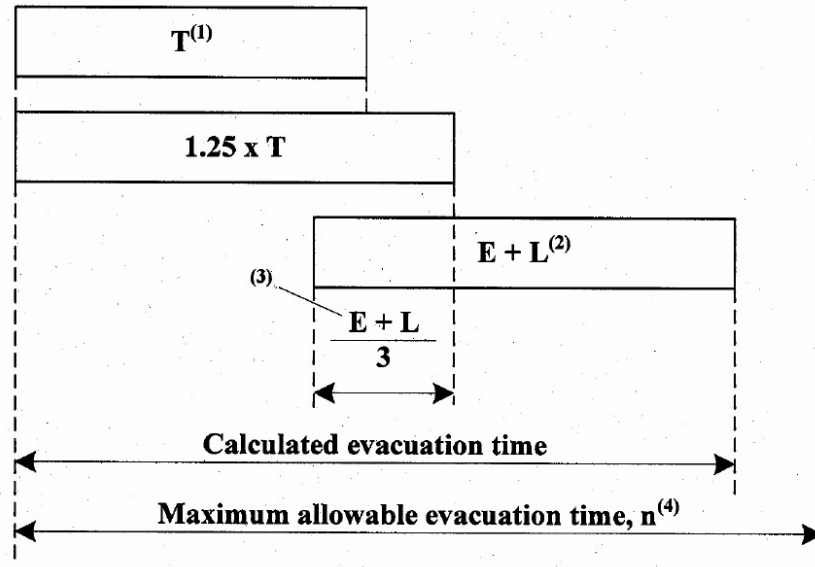 T(1)
1.25 x T
E + L(2)
(3)
E + L
3
Calculated evacuation time
Maximum allowable evacuation time, n(4)